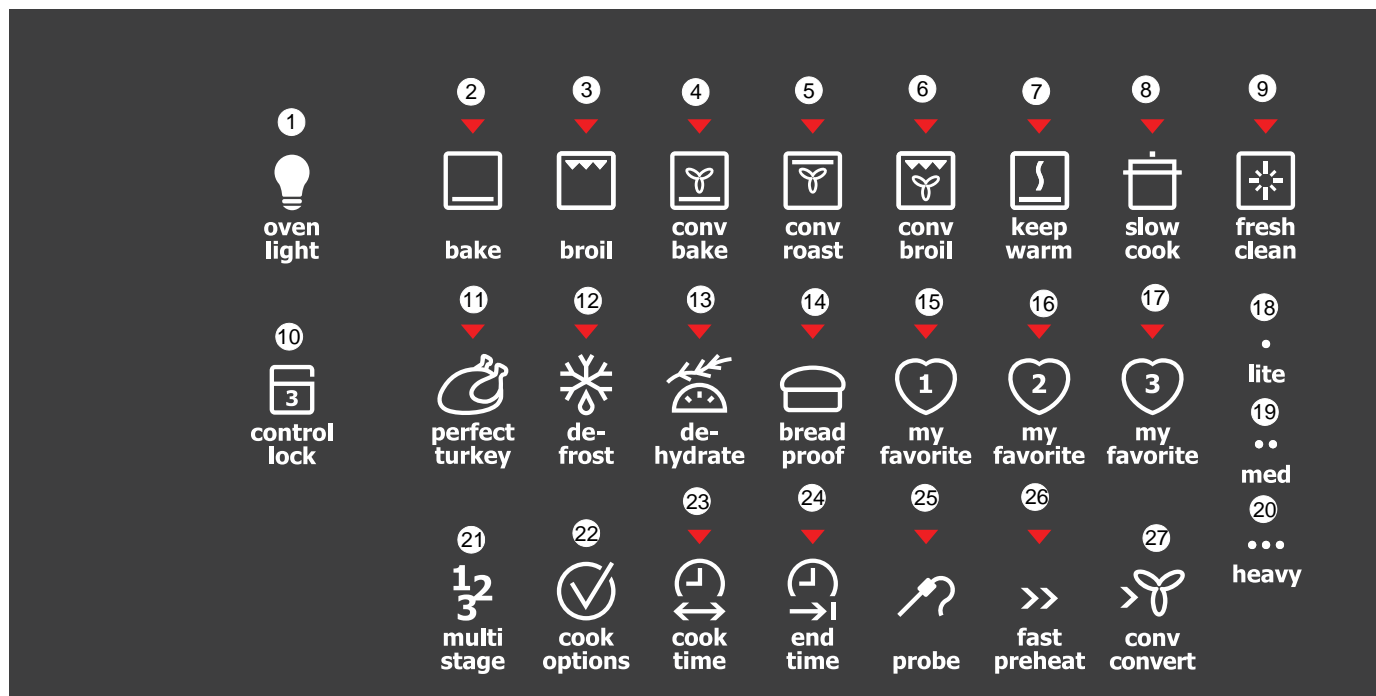 1
oven
light
2
bake
3
broil
4
conv
bake
5
conv
roast
6
conv
broil
7
keep
warm
8
slow
cook
9
fresh
clean
10
3
control
lock
11
perfect
turkey
12
de-
frost
13
de-
hydrate
14
bread
proof
15
1
my
favorite
16
2
my
favorite
17
3
my
favorite
18
lite
19
med
20
heavy
21
1
2
3
multi
stage
22
cook
options
23
cook
time
24
end
time
25
probe
26
fast
preheat
27
conv
convert